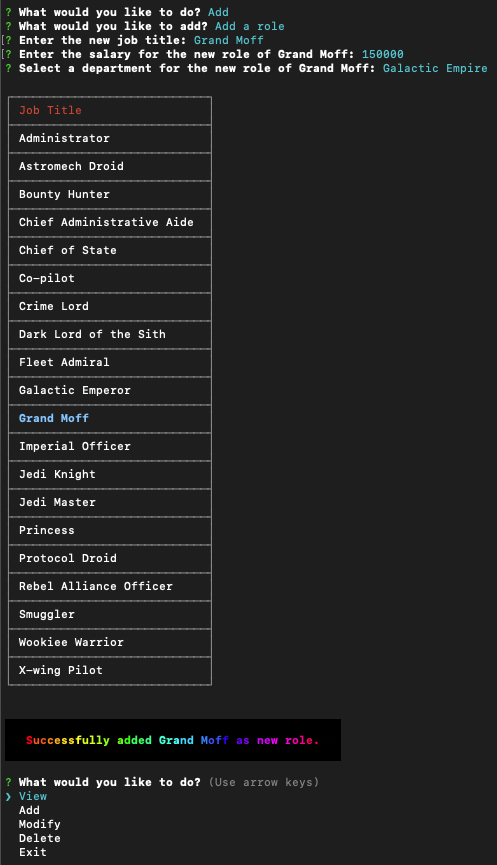 ? What would you like to do? Add
? What would you like to add? Add a role
[? Enter the new job title: Grand Moff
[? Enter the salary for the new role of Grand Moff: 150000
? Select a department for the new role of Grand Moff: Galactic Empire
Job Title
Administrator
Astromech Droid
Bounty Hunter
Chief Administrative Aide
Chief of State
Co-pilot
Crime Lord
Dark Lord of the Sith
Fleet Admiral
Galactic Emperor
Grand Moff
Imperial Officer
Jedi Knight
Jedi Master
Princess
Protocol Droid
Rebel Alliance Officer
Smuggler
Wookiee Warrior
X-wing Pilot
Successfully added Grand Moff as new role.
? What would you like to do? (Use arrow keys)
❯ View
Add
Modify
Delete
Exit